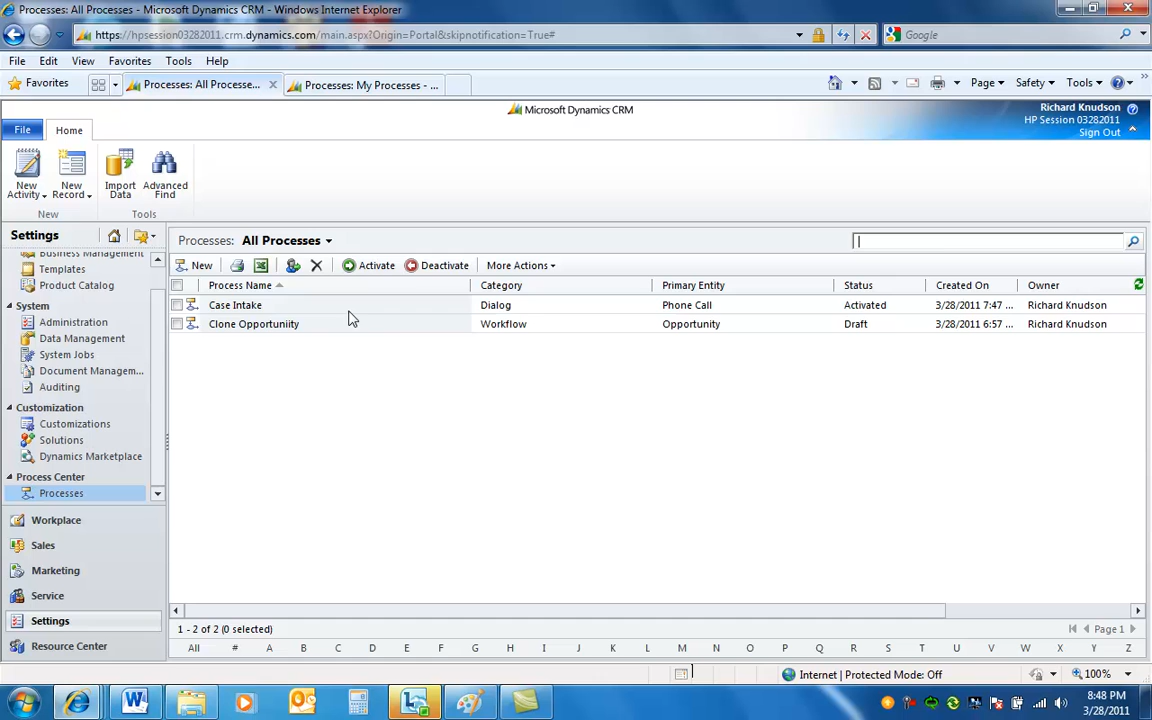 Processes: All Processes - Microsoft Dynamics CRM - Windows Internet Explorer
https://hpsession03282011.crm.dynamics.com/main.aspx?Origin=Portal&skipnotification=True#
Google
File Edit View Favorites Tools Help
Favorites
Processes: All Processe...
Processes: My Processes - ...
Page Safety Tools
Microsoft Dynamics CRM
Richard Knudson
HP Session 03282011
Sign Out
File Home
New Activity
New Record
Import Data
Advanced Find
New
Tools
Settings
Business Management
Templates
Product Catalog
System
Administration
Data Management
System Jobs
Document Managem...
Auditing
Customization
Customizations
Solutions
Dynamics Marketplace
Process Center
Processes
Workplace
Sales
Marketing
Service
Settings
Resource Center
Processes: All Processes
New Activate Deactivate More Actions
Process Name Category Primary Entity Status Created On Owner
Case Intake Dialog Phone Call Activated 3/28/2011 7:47 ... Richard Knudson
Clone Opportuniity Workflow Opportunity Draft 3/28/2011 6:57 ... Richard Knudson
1 - 2 of 2 (0 selected)
Page 1
All # A B C D E F G H I J K L M N O P Q R S T U V W X Y Z
Internet | Protected Mode: Off
100%
8:48 PM
3/28/2011